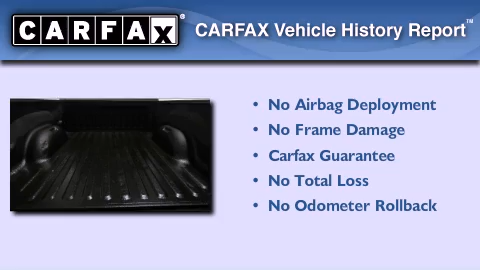 CARFAX® CARFAX Vehicle History Report™
• No Airbag Deployment
• No Frame Damage
• Carfax Guarantee
• No Total Loss
• No Odometer Rollback